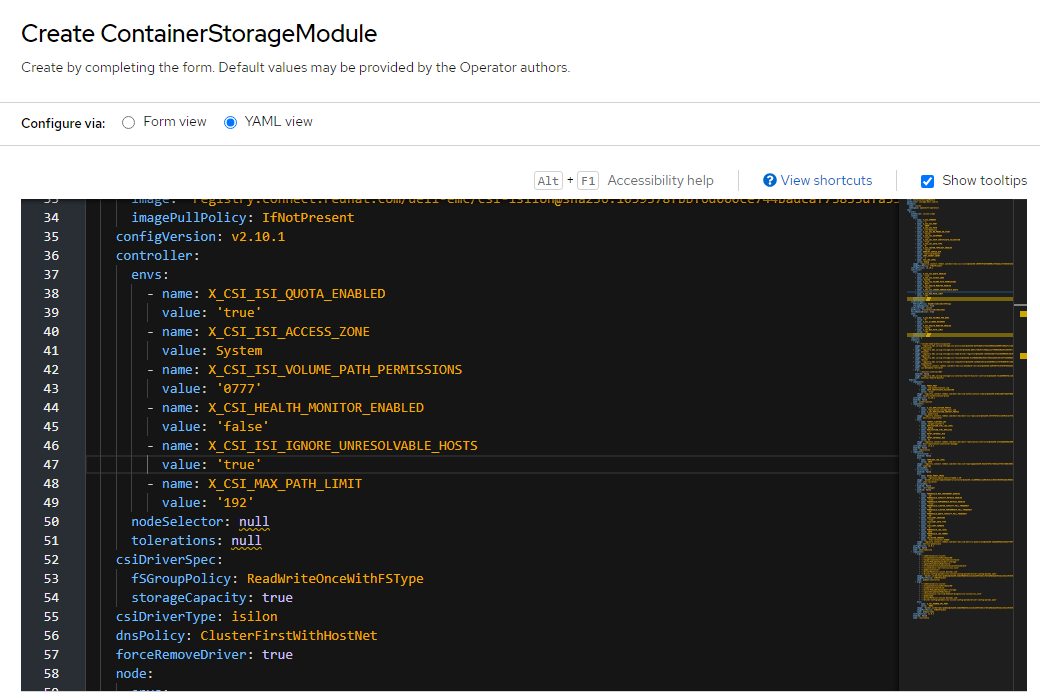 Create ContainerStorageModule
Create by completing the form. Default values may be provided by the Operator authors.
Configure via: Form view YAML view
Alt + F1 Accessibility help View shortcuts Show tooltips
34 imagePullPolicy: IfNotPresent
35 configVersion: v2.10.1
36 controller:
37 envs:
38 - name: X_CSI_ISI_QUOTA_ENABLED
39 value: 'true'
40 - name: X_CSI_ISI_ACCESS_ZONE
41 value: System
42 - name: X_CSI_ISI_VOLUME_PATH_PERMISSIONS
43 value: '0777'
44 - name: X_CSI_HEALTH_MONITOR_ENABLED
45 value: 'false'
46 - name: X_CSI_ISI_IGNORE_UNRESOLVABLE_HOSTS
47 value: 'true'
48 - name: X_CSI_MAX_PATH_LIMIT
49 value: '192'
50 nodeSelector: null
51 tolerations: null
52 csiDriverSpec:
53 fSGroupPolicy: ReadWriteOnceWithFSType
54 storageCapacity: true
55 csiDriverType: isilon
56 dnsPolicy: ClusterFirstWithHostNet
57 forceRemoveDriver: true
58 node: